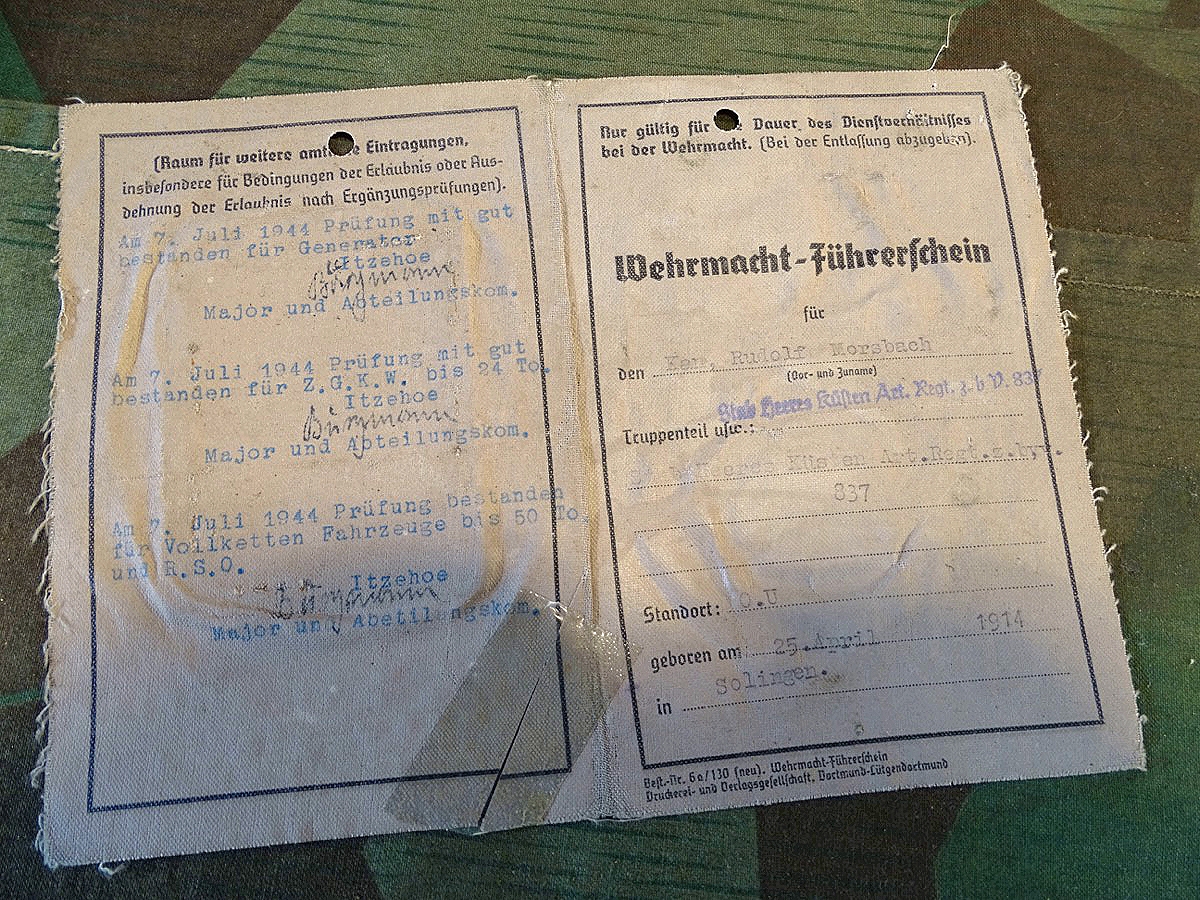 (Raum für weitere amtliche Eintragungen,
insbesondere für Bedingungen der Erlaubnis oder Aus-
dehnung der Erlaubnis nach Ergänzungsprüfungen).
Am 7. Juli 1944 Prüfung mit gut
bestanden für Generator
Itzehoe
Major und Abteilungskom.
Am 7. Juli 1944 Prüfung mit gut
bestanden für Z.G.K.W. bis 24 To.
Itzehoe
Major und Abteilungskom.
Am 7. Juli 1944 Prüfung bestanden
für Vollketten Fahrzeuge bis 50 To
und R.S.O.
Itzehoe
Major und Abetilungskom.
Nur gültig für die Dauer des Dienstverhältnisses
bei der Wehrmacht. (Bei der Entlassung abzugeben).
Wehrmacht-Führerschein
für
den Rudolf Morsbach
(Vor- und Zuname)
Stab Heeres Küsten Art. Regt. z. b V. 837
Truppenteil usw.:
Heeres Küsten Art.Regt.z.bv.
837
Standort: O.U
geboren am 25.April 1914
in Solingen.
Best.-Nr. 6a/130 (neu). Wehrmacht-Führerschein
Druckerei- und Verlagsgesellschaft, Dortmund-Lütgendortmund